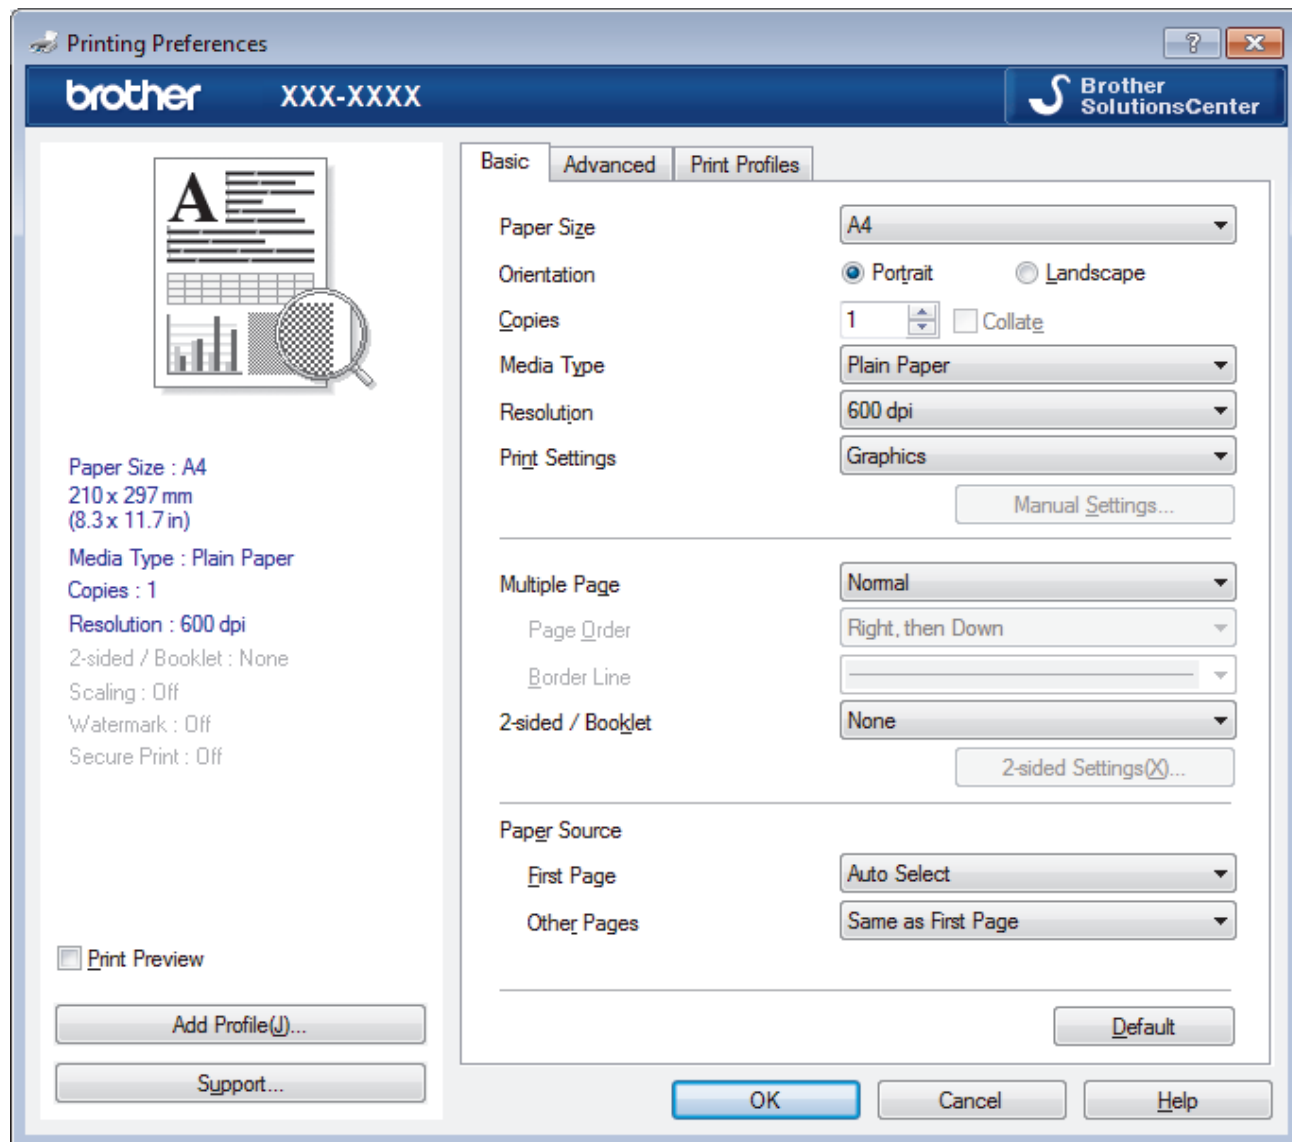 Printing Preferences
brother XXX-XXXX
Brother
SolutionsCenter
A
Paper Size : A4
210 x 297 mm
(8.3 x 11.7 in)
Media Type : Plain Paper
Copies : 1
Resolution : 600 dpi
2-sided / Booklet : None
Scaling : Off
Watermark : Off
Secure Print : Off
Print Preview
Add Profile(J)...
Support...
Basic Advanced Print Profiles
Paper Size A4
Orientation Portrait Landscape
Copies 1 Collate
Media Type Plain Paper
Resolution 600 dpi
Print Settings Graphics
Manual Settings...
Multiple Page Normal
Page Order Right, then Down
Border Line
2-sided / Booklet None
2-sided Settings(X)...
Paper Source
First Page Auto Select
Other Pages Same as First Page
Default
OK Cancel Help